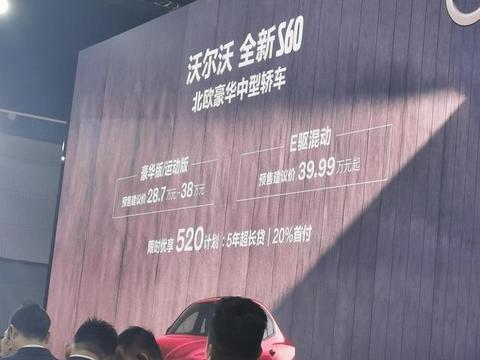 沃尔沃 全新S60
北欧豪华中型轿车
豪华版/运动版
预售建议价 28.7万元-38万元
E驱混动
预售建议价 39.99万元起
限时优享 520计划：5年超长贷 | 20%首付